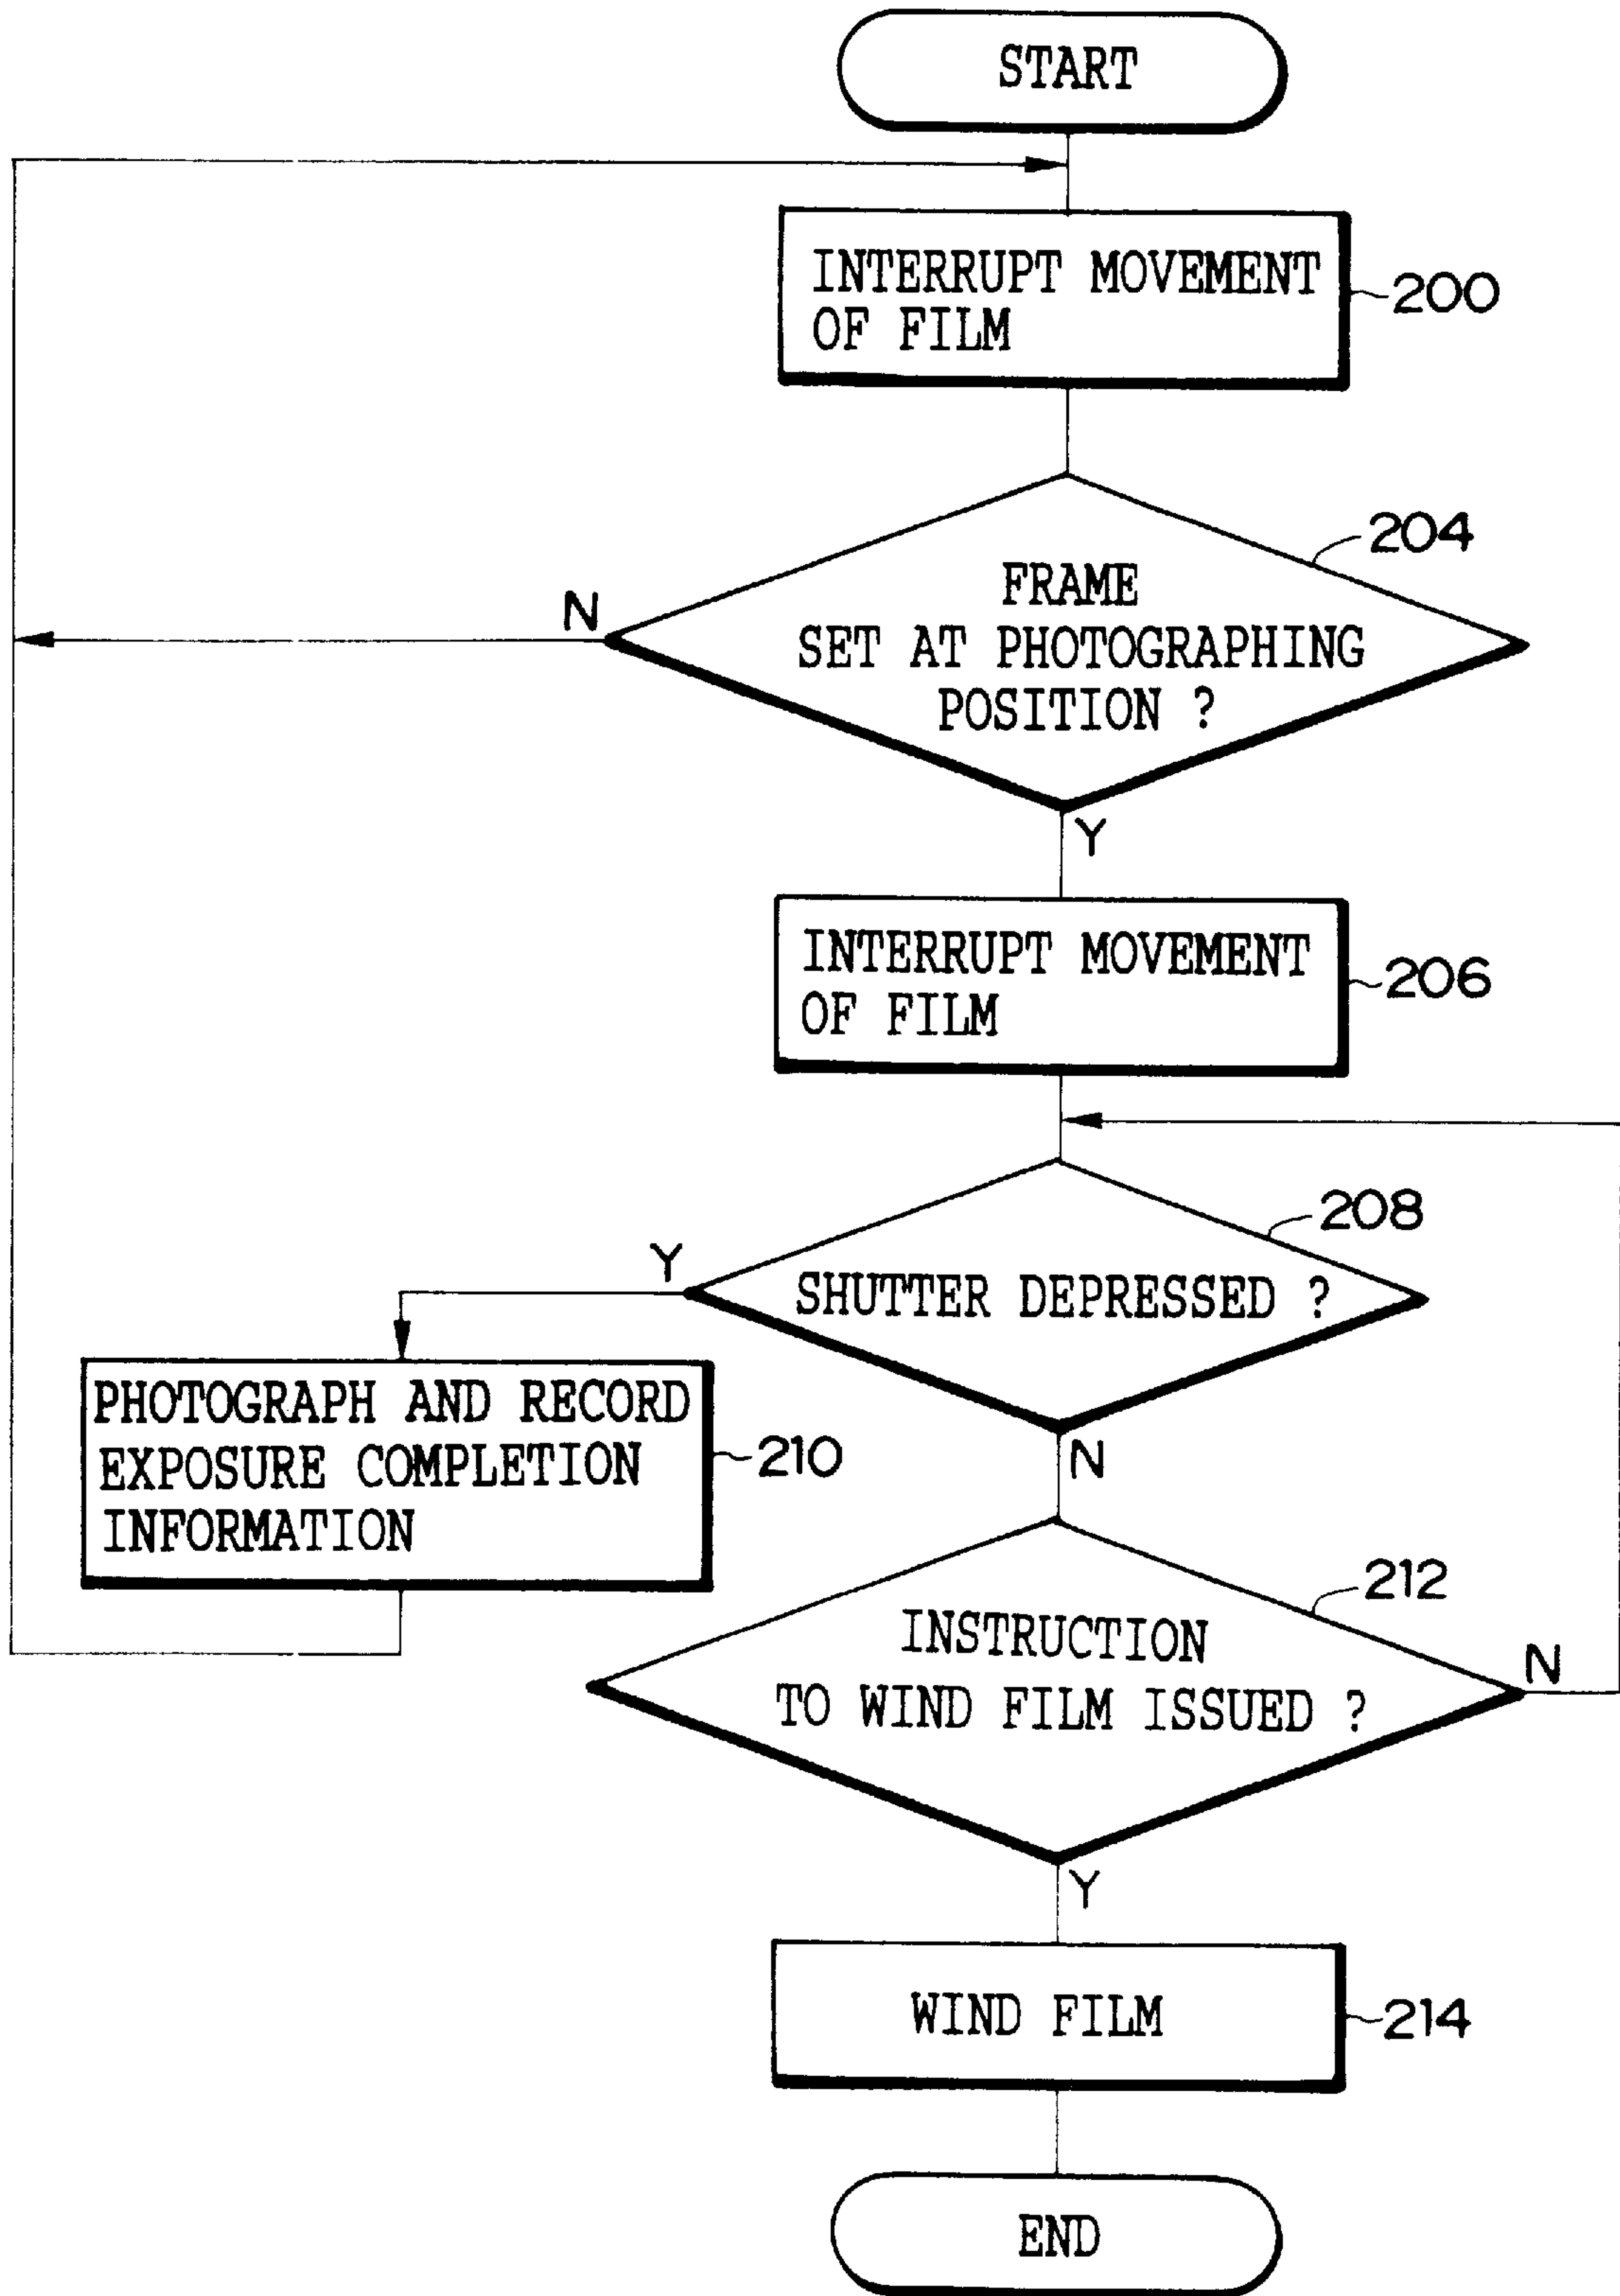 START
INTERRUPT MOVEMENT
OF FILM
200
204
FRAME
SET AT PHOTOGRAPHING
POSITION ?
N
Y
INTERRUPT MOVEMENT
OF FILM
206
208
SHUTTER DEPRESSED ?
Y
N
PHOTOGRAPH AND RECORD
EXPOSURE COMPLETION
INFORMATION
210
212
INSTRUCTION
TO WIND FILM ISSUED ?
N
Y
WIND FILM
214
END